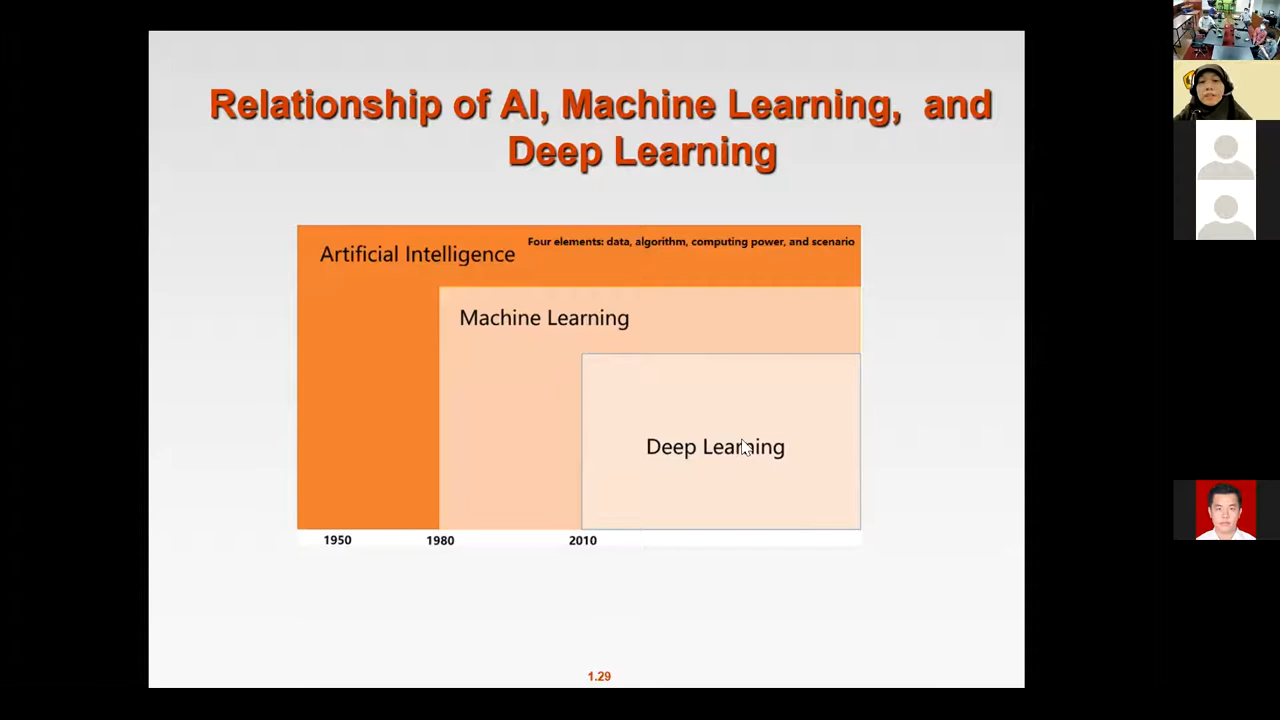 Relationship of AI, Machine Learning, and
Deep Learning
Artificial Intelligence
Four elements: data, algorithm, computing power, and scenario
Machine Learning
Deep Learning
1950
1980
2010
1.29